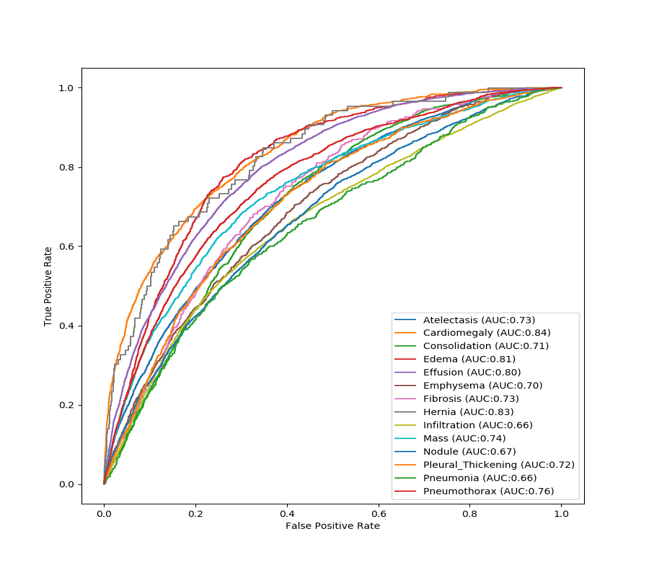 1.0
0.8
0.6
0.4
0.2
0.0
True Positive Rate
Atelectasis (AUC:0.73)
Cardiomegaly (AUC:0.84)
Consolidation (AUC:0.71)
Edema (AUC:0.81)
Effusion (AUC:0.80)
Emphysema (AUC:0.70)
Fibrosis (AUC:0.73)
Hernia (AUC:0.83)
Infiltration (AUC:0.66)
Mass (AUC:0.74)
Nodule (AUC:0.67)
Pleural_Thickening (AUC:0.72)
Pneumonia (AUC:0.66)
Pneumothorax (AUC:0.76)
0.0 0.2 0.4 0.6 0.8 1.0
False Positive Rate